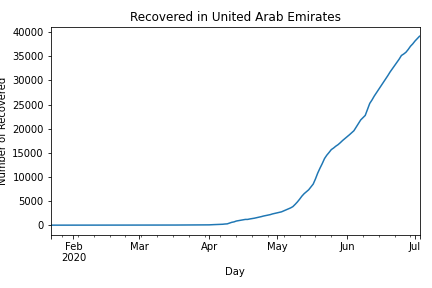 Recovered in United Arab Emirates
Number of Recovered
40000
35000
30000
25000
20000
15000
10000
5000
0
Feb
2020
Mar
Apr
May
Jun
Jul
Day